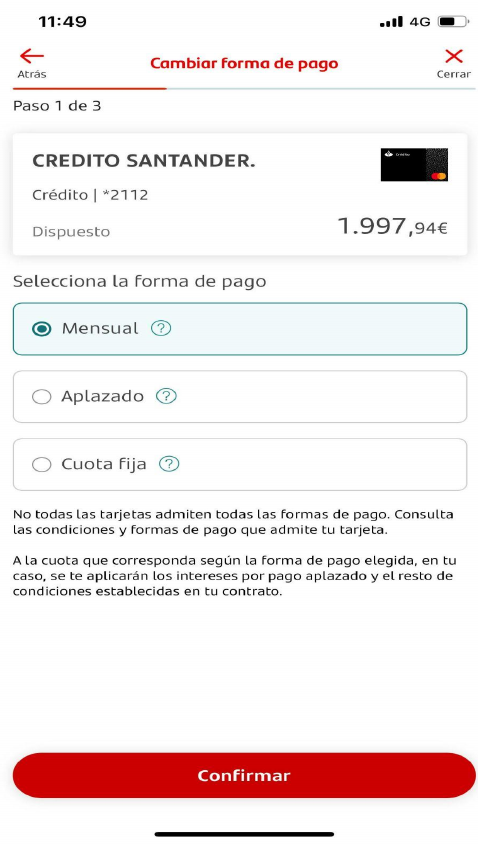 11:49
4G
Cambiar forma de pago
Atrás
Cerrar
Paso 1 de 3
CREDITO SANTANDER.
Crédito | *2112
Dispuesto
1.997,94€
Selecciona la forma de pago
Mensual ?
Aplazado ?
Cuota fija ?
No todas las tarjetas admiten todas las formas de pago. Consulta
las condiciones y formas de pago que admite tu tarjeta.
A la cuota que corresponda según la forma de pago elegida, en tu
caso, se te aplicarán los intereses por pago aplazado y el resto de
condiciones establecidas en tu contrato.
Confirmar